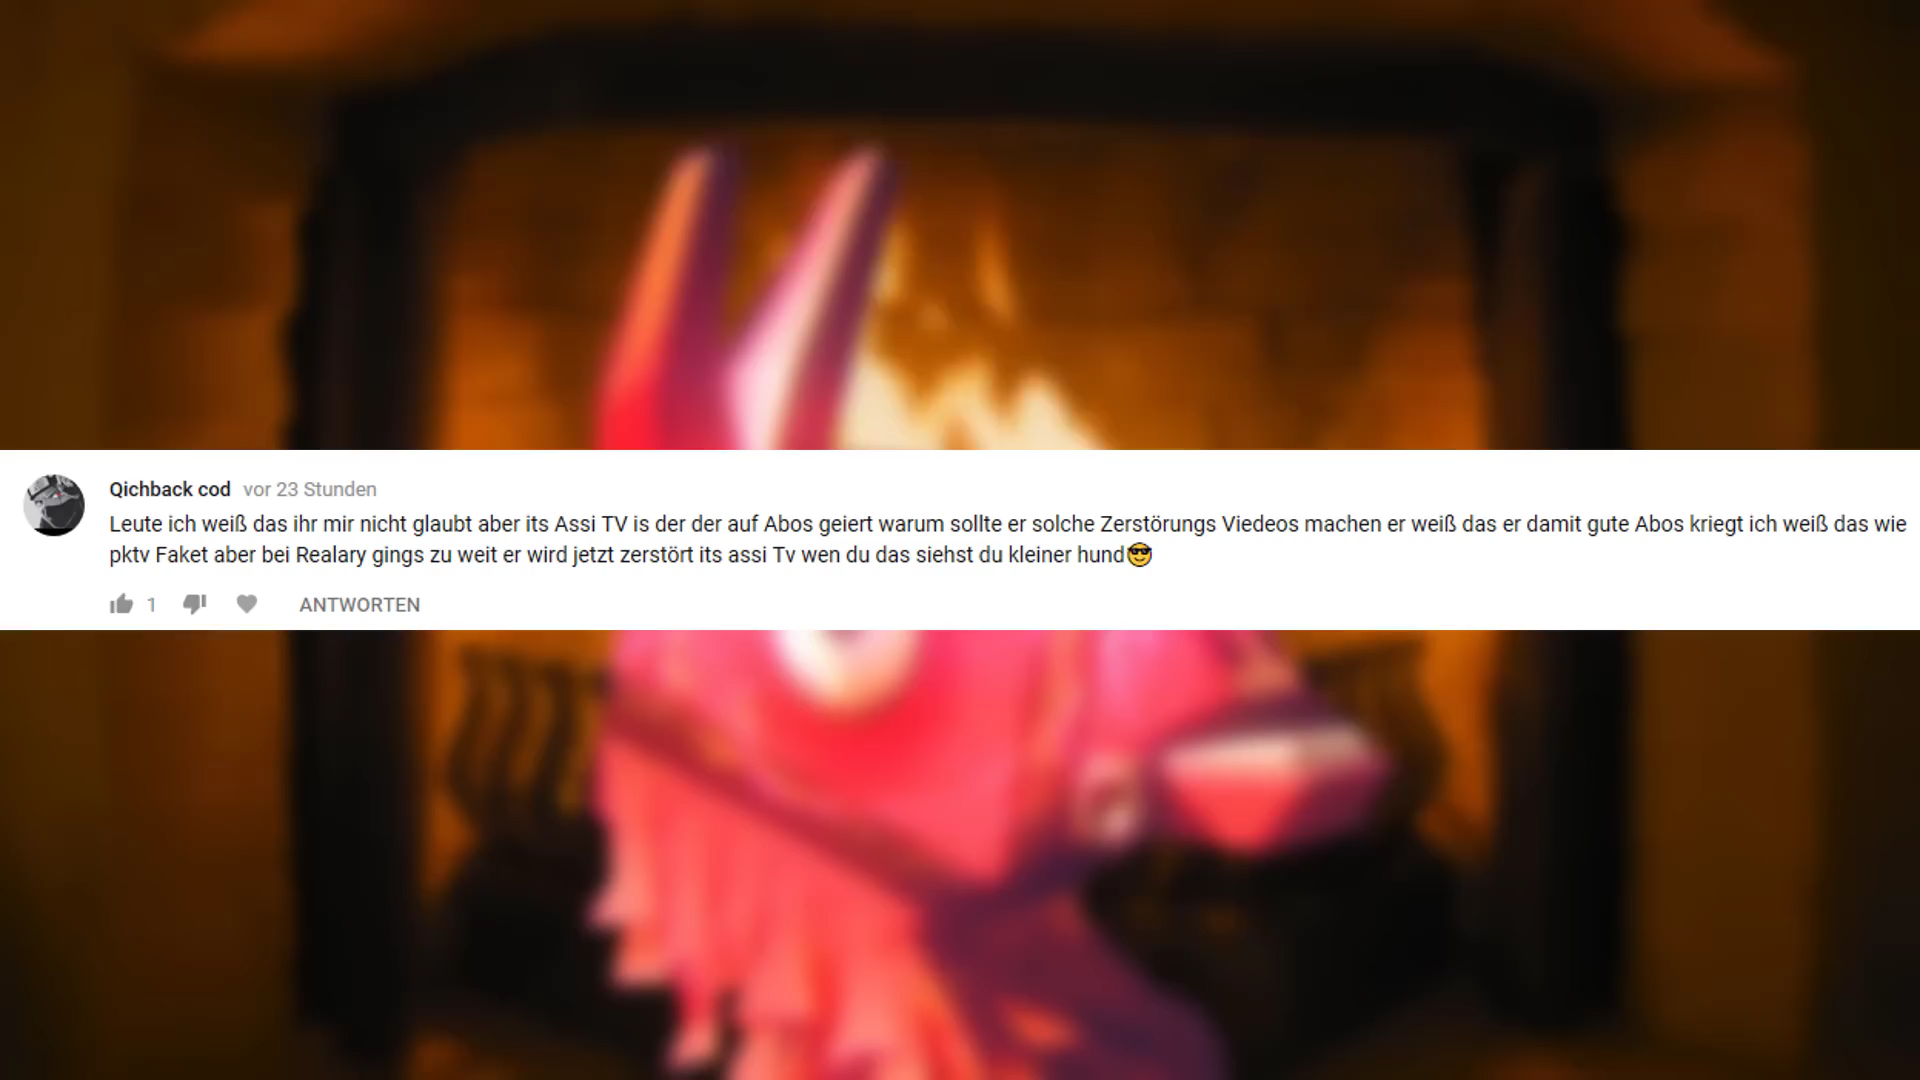 Qichback cod vor 23 Stunden
Leute ich weiß das ihr mir nicht glaubt aber its Assi TV is der der auf Abos geiert warum sollte er solche Zerstörungs Viedeos machen er weiß das er damit gute Abos kriegt ich weiß das wie
pktv Faket aber bei Realary gings zu weit er wird jetzt zerstört its assi Tv wen du das siehst du kleiner hund😎
1 ANTWORTEN